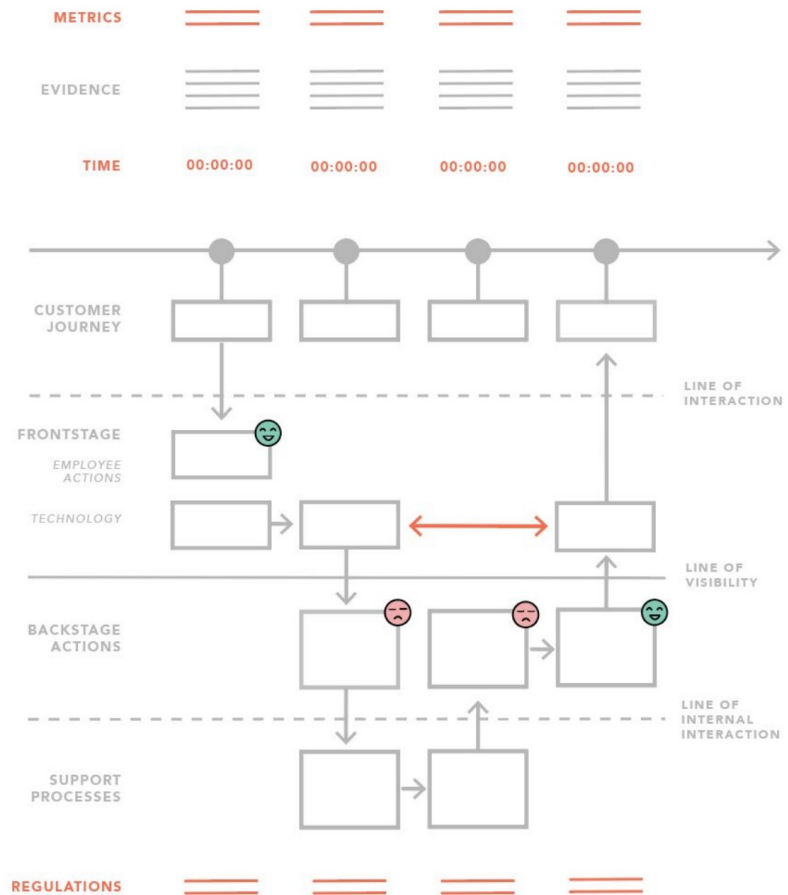 METRICS
EVIDENCE
TIME
00:00:00
00:00:00
00:00:00
00:00:00
CUSTOMER
JOURNEY
LINE OF
INTERACTION
FRONTSTAGE
EMPLOYEE
ACTIONS
TECHNOLOGY
LINE OF
VISIBILITY
BACKSTAGE
ACTIONS
LINE OF
INTERNAL
INTERACTION
SUPPORT
PROCESSES
REGULATIONS